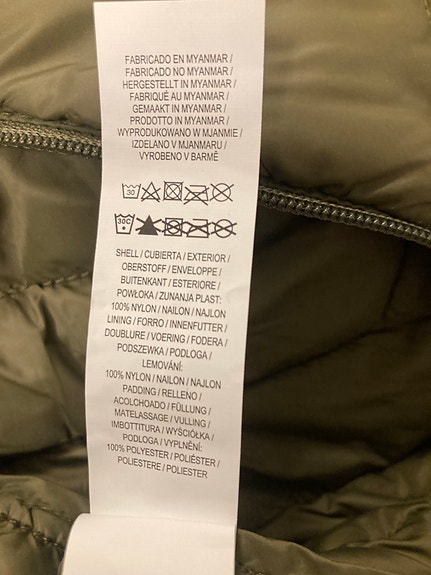 FABRICADO EN MYANMAR /
FABRICADO NO MYANMAR /
HERGESTELLT IN MYANMAR /
FABRIQUÉ AU MYANMAR /
GEMAAKT IN MYANMAR /
PRODOTTO IN MYANMAR /
WYPRODUKOWANO W MJANMIE /
IZDELANO V MJANMARU /
VYROBENO V BARMĚ
30
30C
SHELL / CUBIERTA / EXTERIOR /
OBERSTOFF / ENVELOPPE /
BUITENKANT / ESTERIORE /
POWŁOKA / ZUNANJA PLAST:
100% NYLON / NAILON / NAJLON
LINING / FORRO / INNENFUTTER /
DOUBLURE / VOERING / FODERA /
PODSZEWKA / PODLOGA /
LEMOVÁNÍ:
100% NYLON / NAILON / NAJLON
PADDING / RELLENO /
ACOLCHOADO / FÜLLUNG /
MATELASSAGE / VULLING /
IMBOTTITURA / WYŚCIÓŁKA /
PODLOGA / VYPLNĚNÍ:
100% POLYESTER / POLIÉSTER /
POLIESTERE / POLIESTER